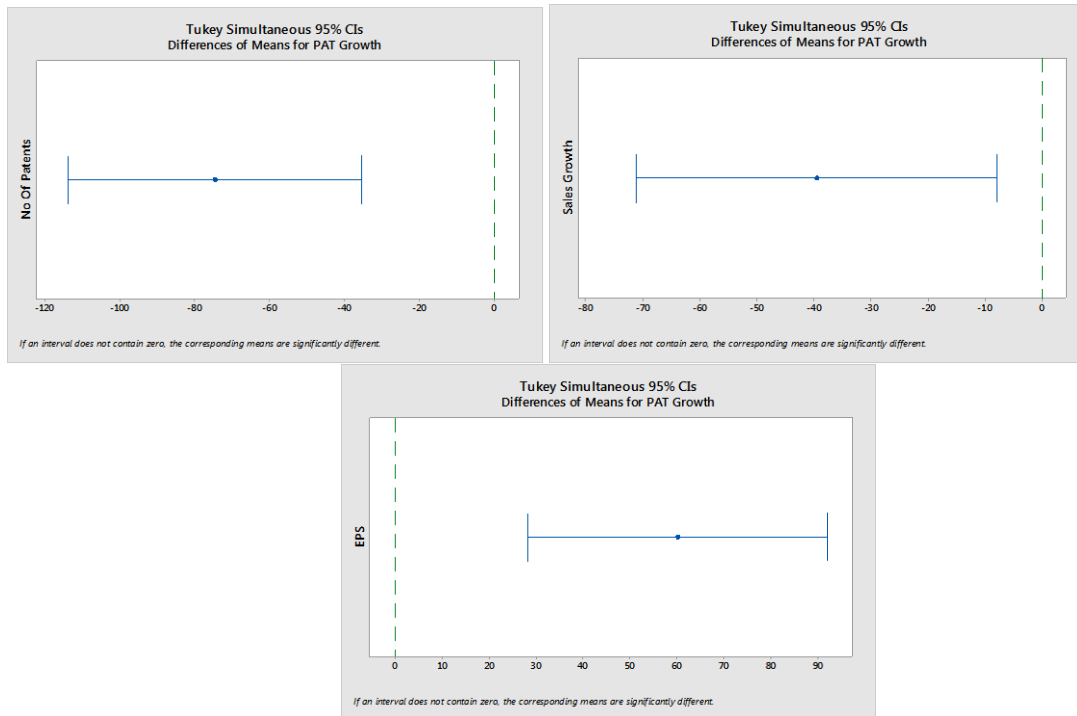 Tukey Simultaneous 95% CIs
Differences of Means for PAT Growth
No Of Patents
-120 -100 -80 -60 -40 -20 0
If an interval does not contain zero, the corresponding means are significantly different.
Tukey Simultaneous 95% CIs
Differences of Means for PAT Growth
Sales Growth
-80 -70 -60 -50 -40 -30 -20 -10 0
If an interval does not contain zero, the corresponding means are significantly different.
Tukey Simultaneous 95% CIs
Differences of Means for PAT Growth
EPS
0 10 20 30 40 50 60 70 80 90
If an interval does not contain zero, the corresponding means are significantly different.